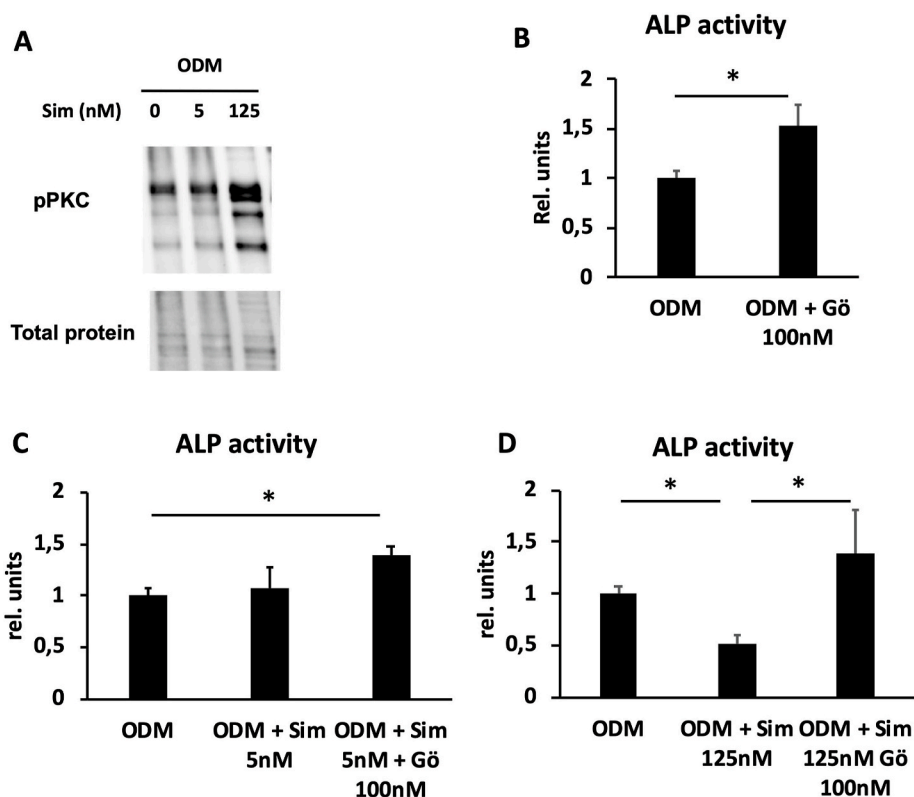 A
ODM
Sim (nM) 0 5 125
pPKC
Total protein
B
ALP activity
*
2
1,5
1
0,5
0
Rel. units
ODM
ODM + Gö
100nM
C
ALP activity
*
2
1,5
1
0,5
0
rel. units
ODM
ODM + Sim
5nM
ODM + Sim
5nM + Gö
100nM
D
ALP activity
* *
2
1,5
1
0,5
0
rel. units
ODM
ODM + Sim
125nM
ODM + Sim
125nM Gö
100nM